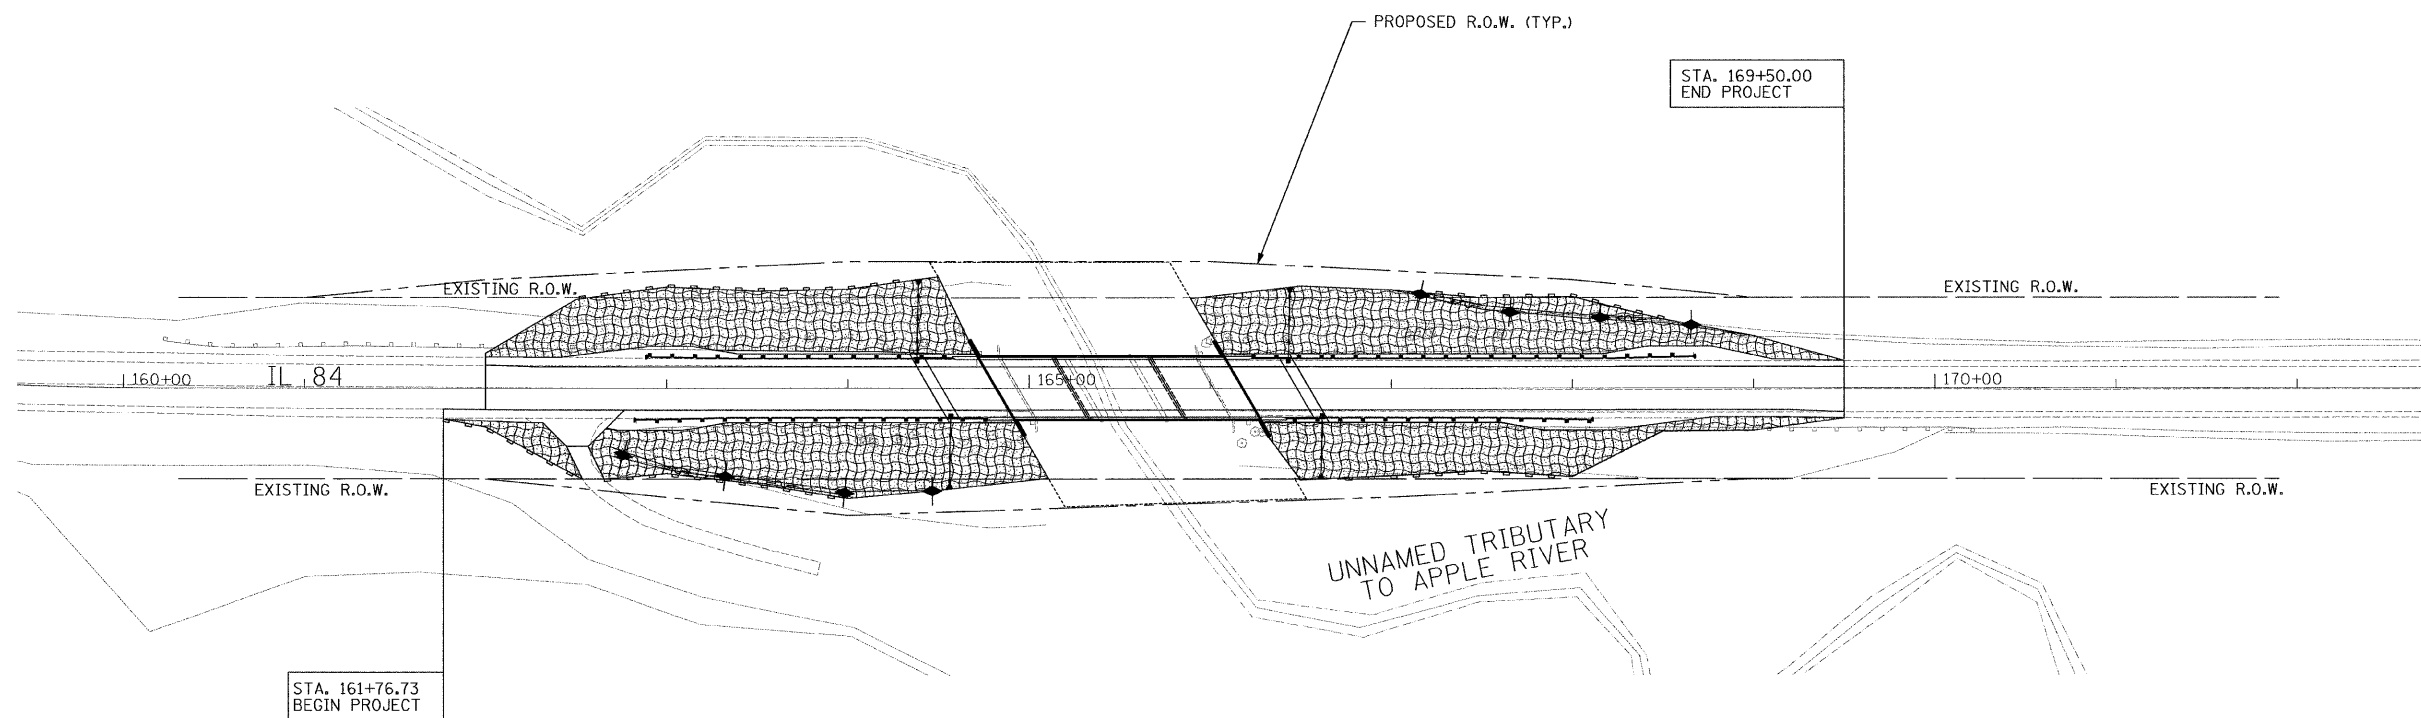 PROPOSED R.O.W. (TYP.)
STA. 169+50.00
END PROJECT
EXISTING R.O.W.
EXISTING R.O.W.
160+00
IL 84
165+00
170+00
EXISTING R.O.W.
EXISTING R.O.W.
UNNAMED TRIBUTARY
TO APPLE RIVER
STA. 161+76.73
BEGIN PROJECT